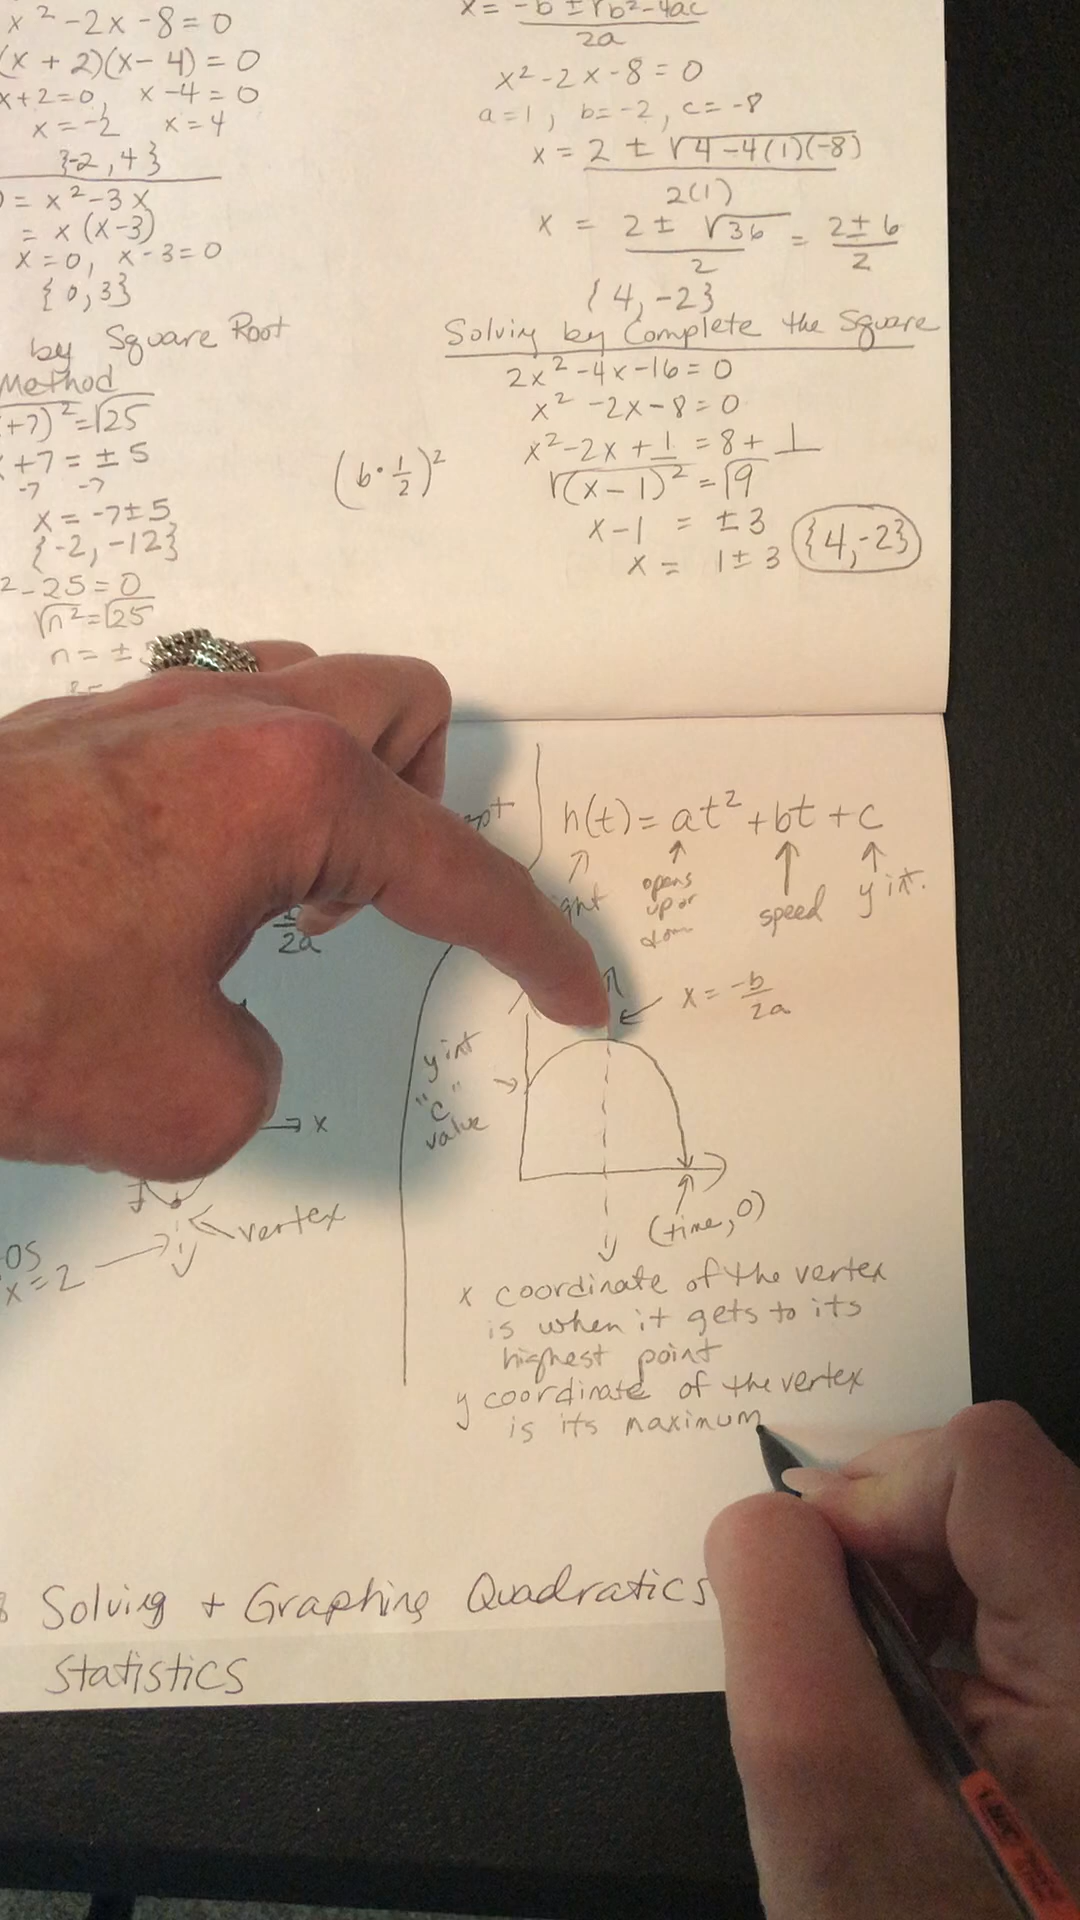 x² -2x -8 = 0
(x + 2)(x - 4) = 0
x+2=0, x-4=0
x=-2 x=4
{-2, 4}
= x² -3x
= x (x-3)
x=0, x-3=0
{0, 3}
by Square Root
Method
+7)² = √25
+7 = ± 5
-7 -7
x = -7±5
{-2, -12}
² - 25 = 0
√n² = √25
n = ±
x = -b ± √b²-4ac
2a
x² -2x -8 = 0
a=1, b=-2, c=-8
x = 2 ± √4-4(1)(-8)
2(1)
x = 2 ± √36 = 2 ± 6
2 2
{4, -2}
Solving by Complete the Square
2x² -4x -16 = 0
x² -2x -8 = 0
x² -2x + 1 = 8 + 1
(b · 1/2)²
√(x-1)² = √9
x-1 = ±3
x = 1 ± 3 {4, -2}
2a
x
vertex
x=2
h(t) = at² + bt + c
opens
up or
down
speed
y int.
x = -b
2a
y int
"c"
value
(time, 0)
x coordinate of the vertex
is when it gets to its
highest point
y coordinate of the vertex
is its maximum
Solving + Graphing Quadratics
Statistics